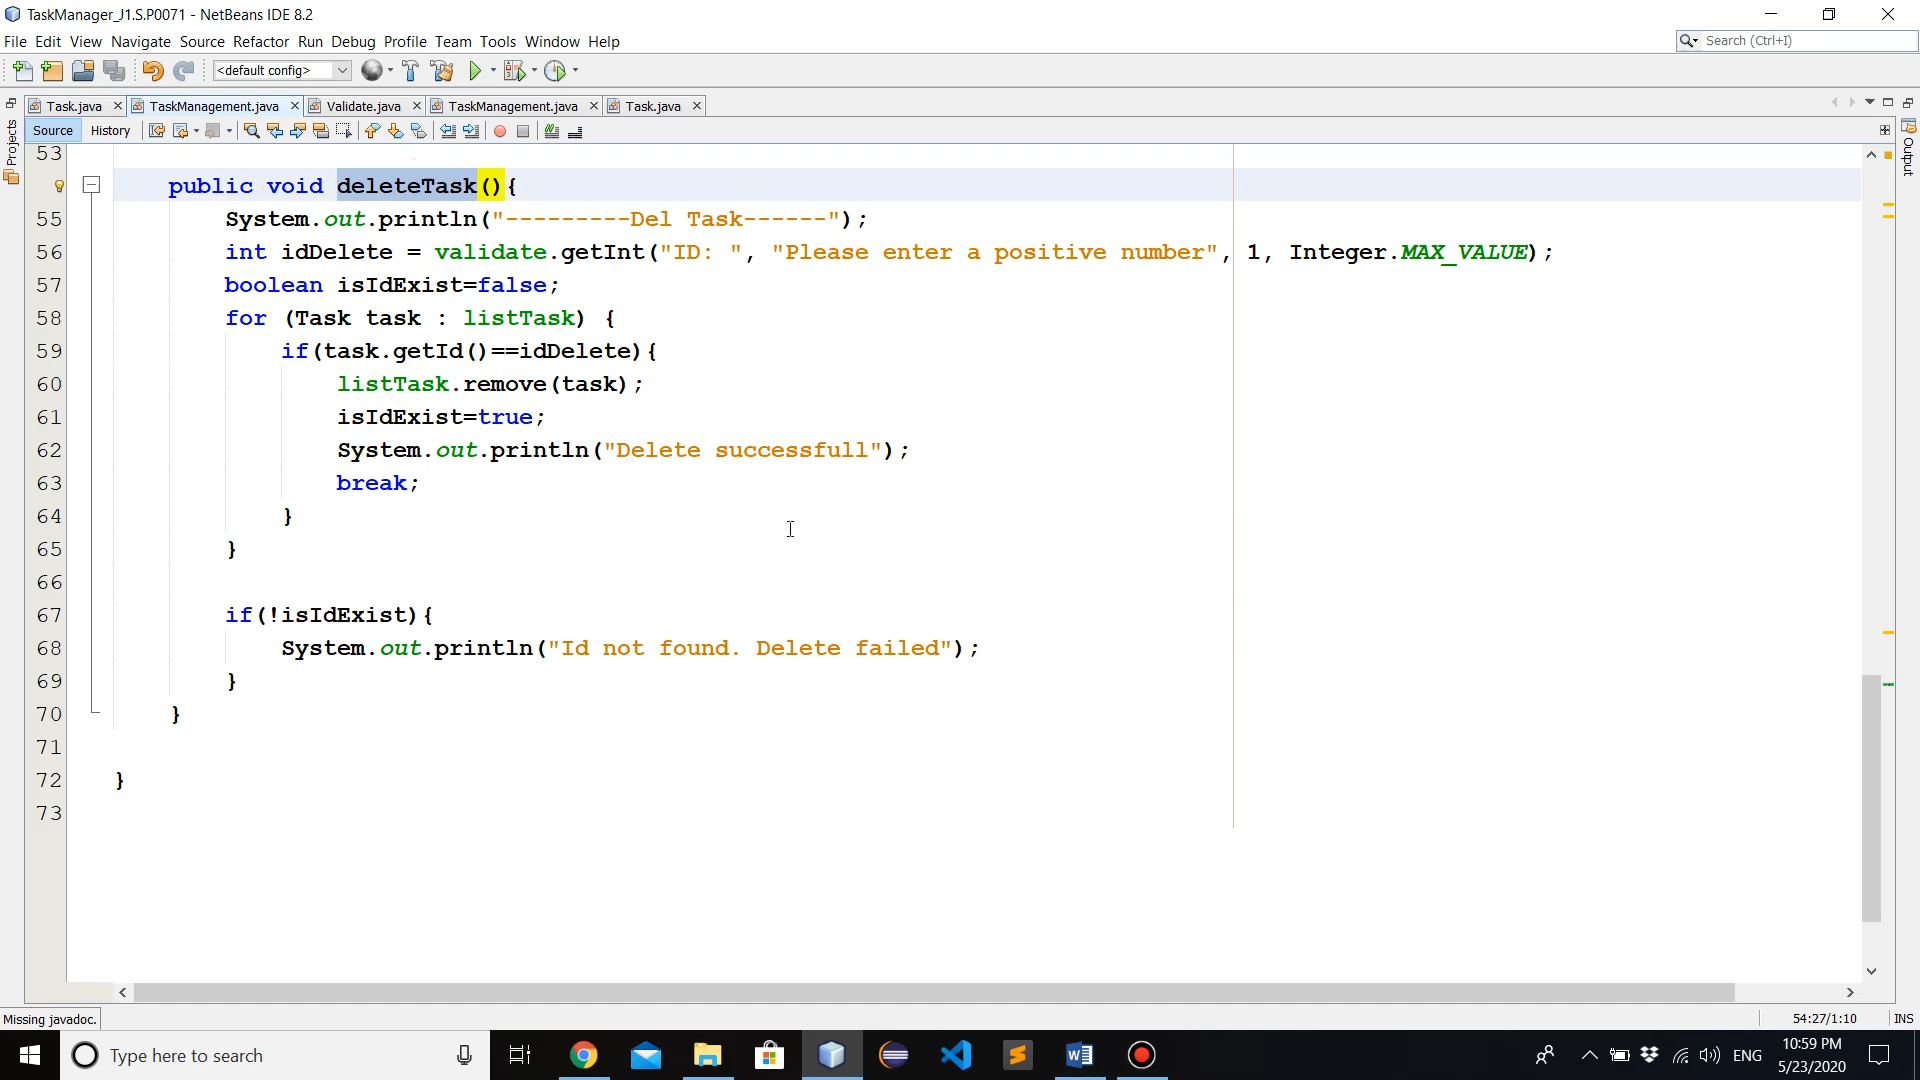 TaskManager_J1.S.P0071 - NetBeans IDE 8.2
File Edit View Navigate Source Refactor Run Debug Profile Team Tools Window Help
Search (Ctrl+I)
<default config>
Task.java TaskManagement.java Validate.java TaskManagement.java Task.java
Source History
Projects
Output
53
public void deleteTask(){
55 System.out.println("---------Del Task------");
56 int idDelete = validate.getInt("ID: ", "Please enter a positive number", 1, Integer.MAX_VALUE);
57 boolean isIdExist=false;
58 for (Task task : listTask) {
59 if(task.getId()==idDelete){
60 listTask.remove(task);
61 isIdExist=true;
62 System.out.println("Delete successfull");
63 break;
64 }
65 }
66
67 if(!isIdExist){
68 System.out.println("Id not found. Delete failed");
69 }
70 }
71
72 }
73
Missing javadoc.
54:27/1:10 INS
Type here to search
ENG
10:59 PM
5/23/2020